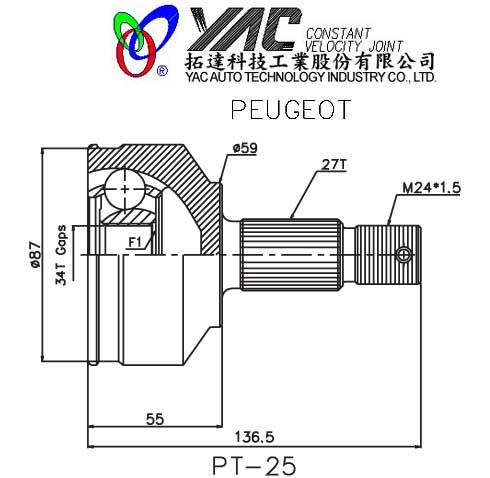 YAC CONSTANT
VELOCITY JOINT
®
拓達科技工業股份有限公司
YAC AUTO TECHNOLOGY INDUSTRY CO., LTD.
PEUGEOT
ø59
27T
M24*1.5
ø87
34T Gaps
F1
55
136.5
PT-25